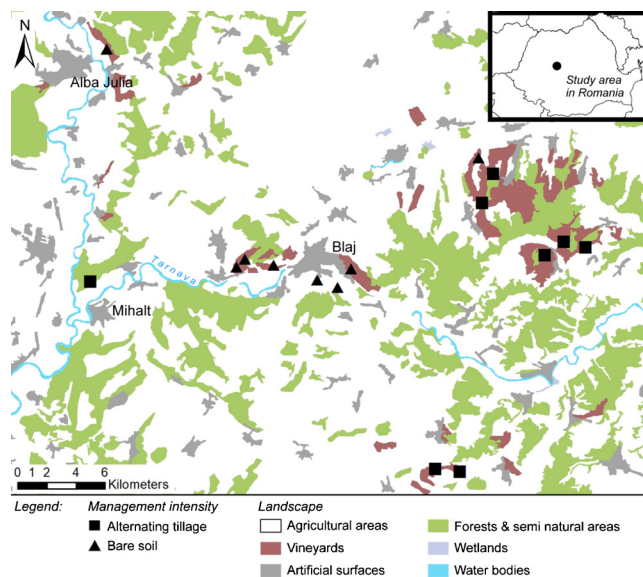 N
Alba Julia
Study area
in Romania
Blaj
Tarnava
Mihalt
0 1 2 4 6
Kilometers
Legend: Management intensity Landscape
Alternating tillage Agricultural areas Forests & semi natural areas
Bare soil Vineyards Wetlands
Artificial surfaces Water bodies